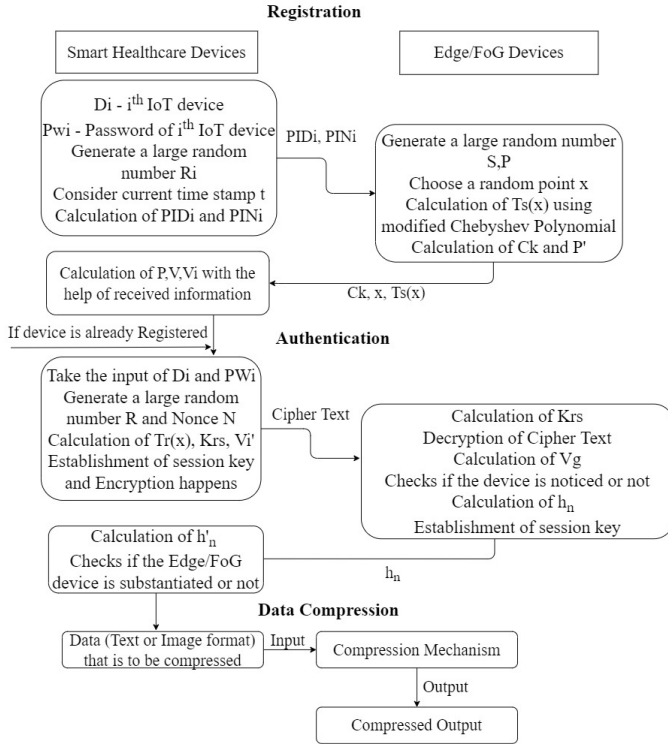 Registration
Smart Healthcare Devices
Edge/FoG Devices
Di - i^th IoT device
Pwi - Password of i^th IoT device
Generate a large random
number Ri
Consider current time stamp t
Calculation of PIDi and PINi
PIDi, PINi
Generate a large random number
S,P
Choose a random point x
Calculation of Ts(x) using
modified Chebyshev Polynomial
Calculation of Ck and P'
Calculation of P,V,Vi with the
help of received information
Ck, x, Ts(x)
If device is already Registered
Authentication
Take the input of Di and PWi
Generate a large random
number R and Nonce N
Calculation of Tr(x), Krs, Vi'
Establishment of session key
and Encryption happens
Cipher Text
Calculation of Krs
Decryption of Cipher Text
Calculation of Vg
Checks if the device is noticed or not
Calculation of h_n
Establishment of session key
Calculation of h'_n
Checks if the Edge/FoG
device is substantiated or not
h_n
Data Compression
Data (Text or Image format)
that is to be compressed
Input
Compression Mechanism
Output
Compressed Output